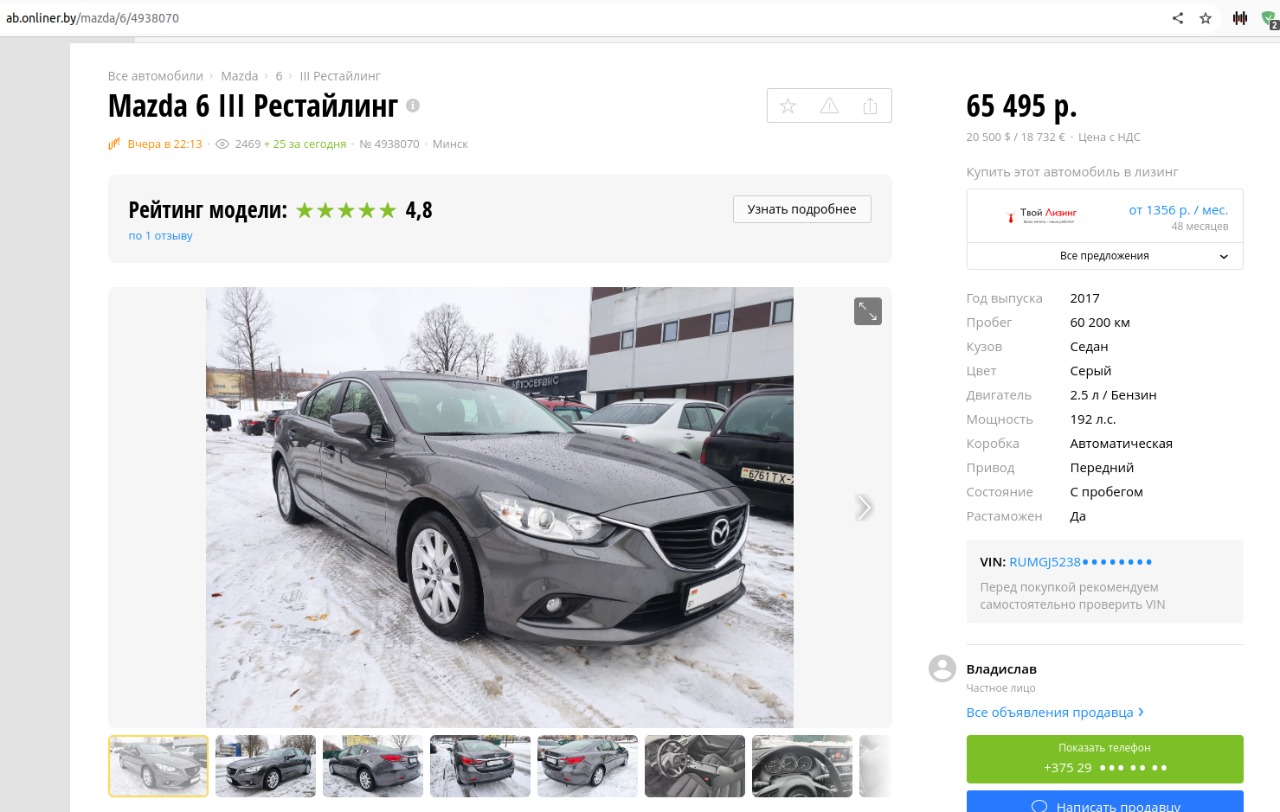 ab.onliner.by/mazda/6/4938070
2
Все автомобили › Mazda › 6 › III Рестайлинг
Mazda 6 III Рестайлинг
Вчера в 22:13 · 2469 + 25 за сегодня · № 4938070 · Минск
Рейтинг модели: ★★★★★ 4,8
по 1 отзыву
Узнать подробнее
АВТОСЕРВИС
6761TX-
65 495 р.
20 500 $ / 18 732 € · Цена с НДС
Купить этот автомобиль в лизинг
Твой Лизинг
от 1356 р. / мес.
48 месяцев
Все предложения
Год выпуска 2017
Пробег 60 200 км
Кузов Седан
Цвет Серый
Двигатель 2.5 л / Бензин
Мощность 192 л.с.
Коробка Автоматическая
Привод Передний
Состояние С пробегом
Растаможен Да
VIN: RUMGJ5238••••••••
Перед покупкой рекомендуем
самостоятельно проверить VIN
Владислав
Частное лицо
Все объявления продавца ›
Показать телефон
+375 29 ••• •• ••
Написать продавцу